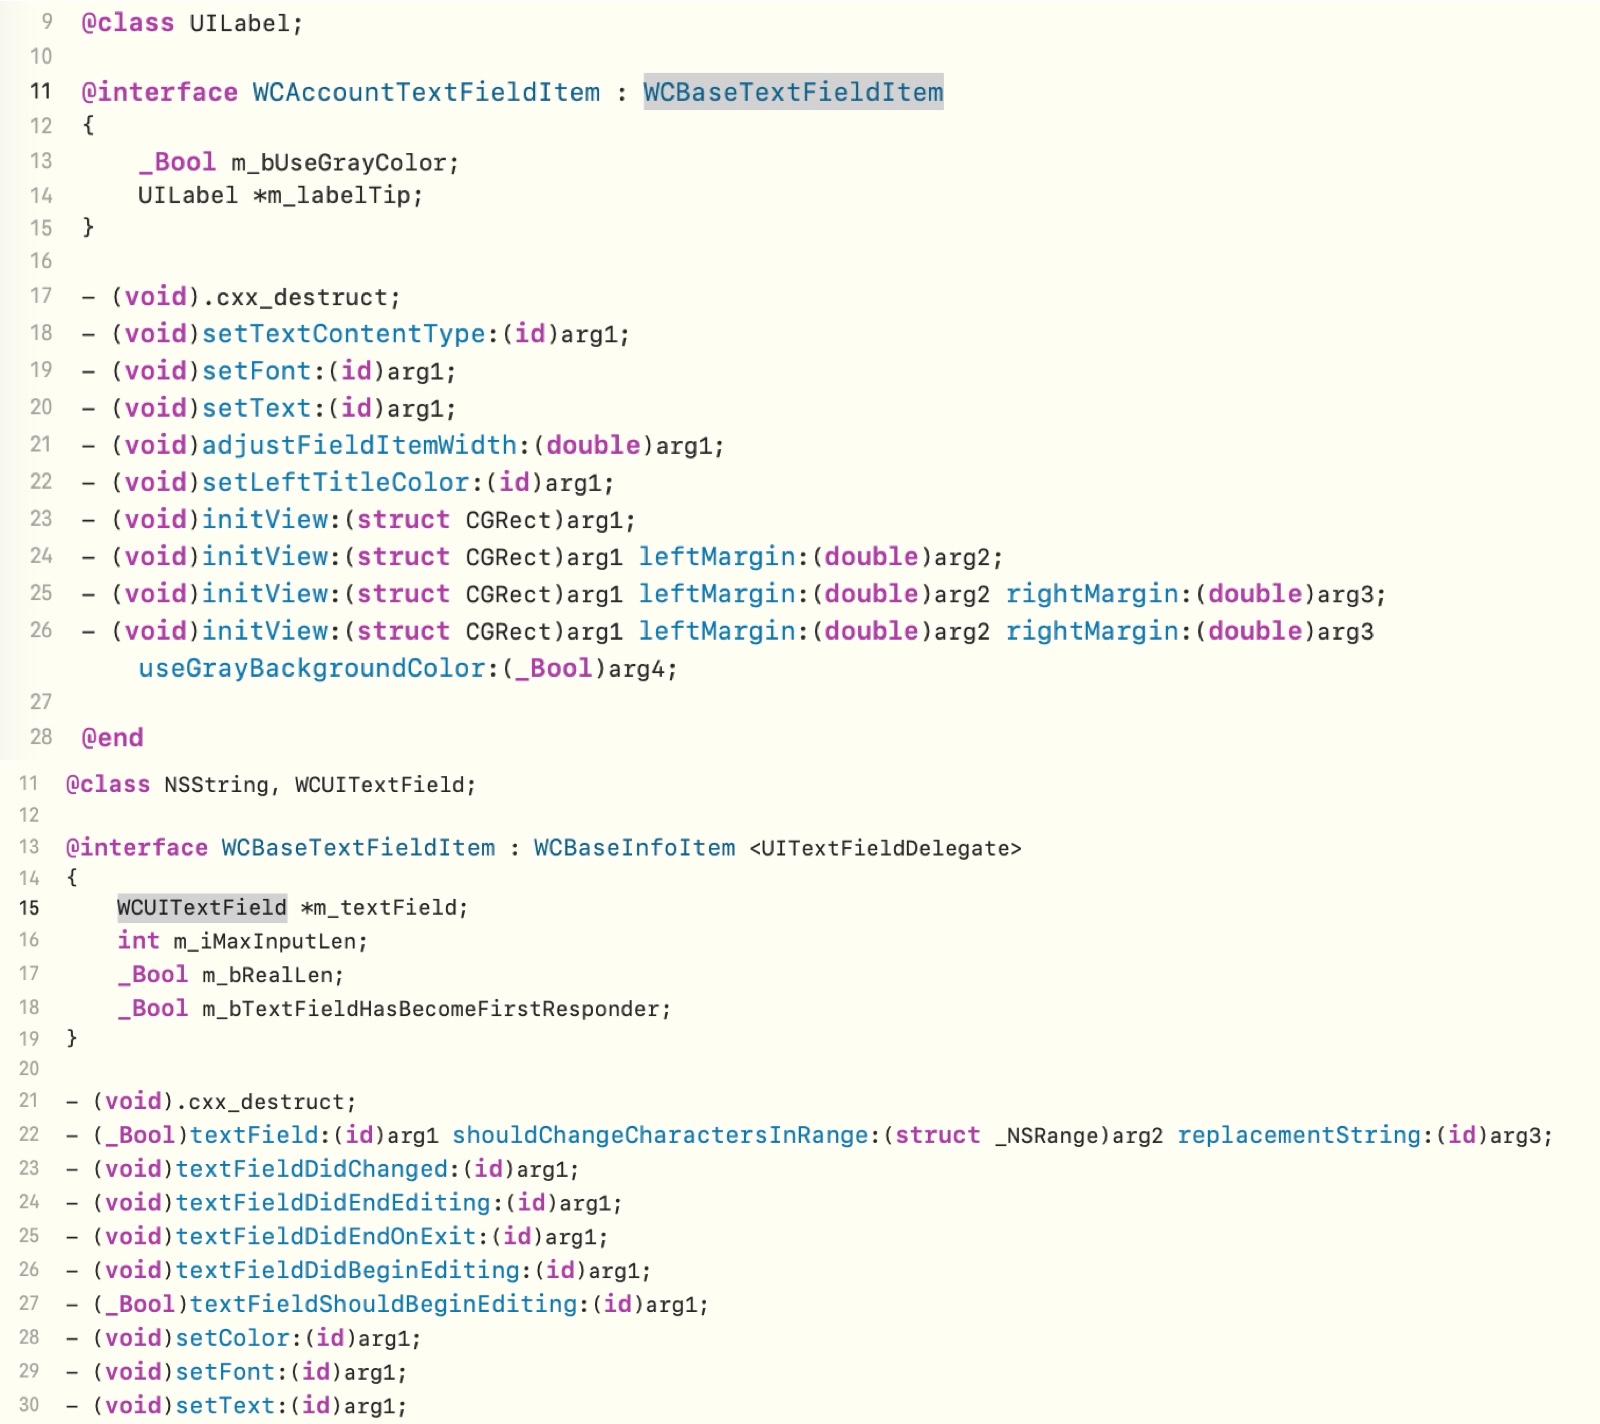 9 @class UILabel;
10
11 @interface WCAccountTextFieldItem : WCBaseTextFieldItem
12 {
13 _Bool m_bUseGrayColor;
14 UILabel *m_labelTip;
15 }
16
17 - (void).cxx_destruct;
18 - (void)setTextContentType:(id)arg1;
19 - (void)setFont:(id)arg1;
20 - (void)setText:(id)arg1;
21 - (void)adjustFieldItemWidth:(double)arg1;
22 - (void)setLeftTitleColor:(id)arg1;
23 - (void)initView:(struct CGRect)arg1;
24 - (void)initView:(struct CGRect)arg1 leftMargin:(double)arg2;
25 - (void)initView:(struct CGRect)arg1 leftMargin:(double)arg2 rightMargin:(double)arg3;
26 - (void)initView:(struct CGRect)arg1 leftMargin:(double)arg2 rightMargin:(double)arg3
useGrayBackgroundColor:(_Bool)arg4;
27
28 @end
11 @class NSString, WCUITextField;
12
13 @interface WCBaseTextFieldItem : WCBaseInfoItem <UITextFieldDelegate>
14 {
15 WCUITextField *m_textField;
16 int m_iMaxInputLen;
17 _Bool m_bRealLen;
18 _Bool m_bTextFieldHasBecomeFirstResponder;
19 }
20
21 - (void).cxx_destruct;
22 - (_Bool)textField:(id)arg1 shouldChangeCharactersInRange:(struct _NSRange)arg2 replacementString:(id)arg3;
23 - (void)textFieldDidChanged:(id)arg1;
24 - (void)textFieldDidEndEditing:(id)arg1;
25 - (void)textFieldDidEndOnExit:(id)arg1;
26 - (void)textFieldDidBeginEditing:(id)arg1;
27 - (_Bool)textFieldShouldBeginEditing:(id)arg1;
28 - (void)setColor:(id)arg1;
29 - (void)setFont:(id)arg1;
30 - (void)setText:(id)arg1;